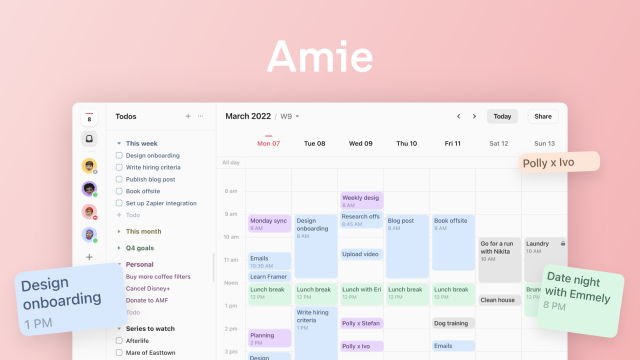 Amie
8
Todos
March 2022 / W9
Today
Share
Mon 07
Tue 08
Wed 09
Thu 10
Fri 11
Sat 12
Sun 13
All day
This week
Design onboarding
Write hiring criteria
Publish blog post
Book offsite
Set up Zapier integration
Todo
This month
Q4 goals
Personal
Buy more coffee filters
Cancel Disney+
Donate to AMF
Todo
Series to watch
Afterlife
Mare of Easttown
8 am
9 am
10 am
11 am
Noon
1 pm
2 pm
3 pm
Monday sync
9 AM
Emails
10:30 AM
Learn Framer
Lunch break
12 PM
Planning
2 PM
Design
Design
onboarding
9 AM
Lunch break
12 PM
Write hiring
criteria
1 PM
Weekly desig
8 AM
Research offs
8:45 AM
Upload video
Lunch with Eri
12 PM
Polly x Stefan
Polly x Ivo
Blog post
9 AM
Lunch break
12 PM
Book offsite
9 AM
Lunch break
12 PM
Dog training
Emails
Go for a run
with Nikita
10 AM
Clean house
Laundry
10 AM
12 PM
Polly x Ivo
Design
onboarding
1 PM
Date night
with Emmely
8 PM